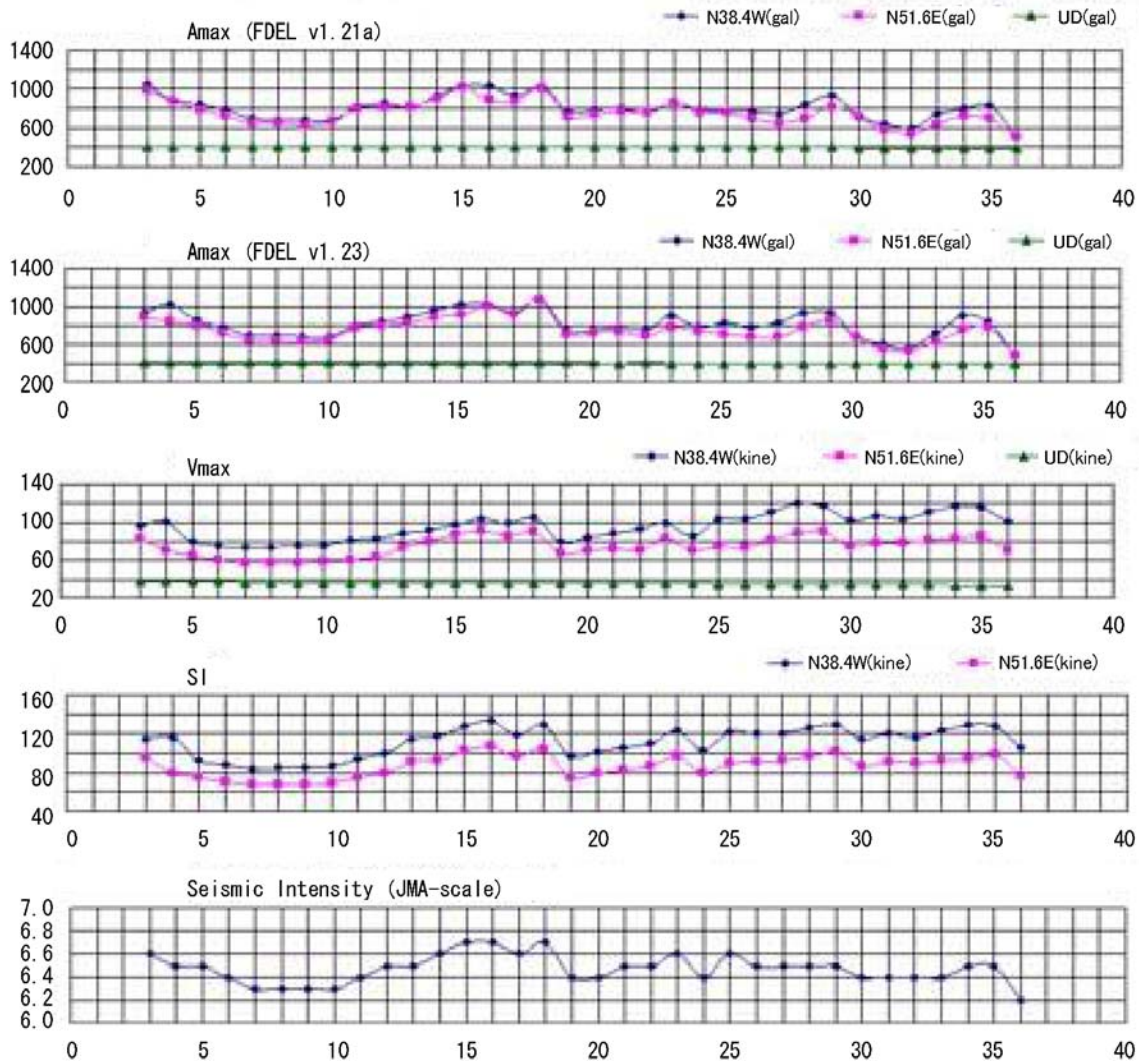 Amax (FDEL v1.21a)
N38.4W(gal) N51.6E(gal) UD(gal)
1400
1000
600
200
0 5 10 15 20 25 30 35 40
Amax (FDEL v1.23)
N38.4W(gal) N51.6E(gal) UD(gal)
1400
1000
600
200
0 5 10 15 20 25 30 35 40
Vmax
N38.4W(kine) N51.6E(kine) UD(kine)
140
100
60
20
0 5 10 15 20 25 30 35 40
SI
N38.4W(kine) N51.6E(kine)
160
120
80
40
0 5 10 15 20 25 30 35 40
Seismic Intensity (JMA-scale)
7.0
6.8
6.6
6.4
6.2
6.0
0 5 10 15 20 25 30 35 40